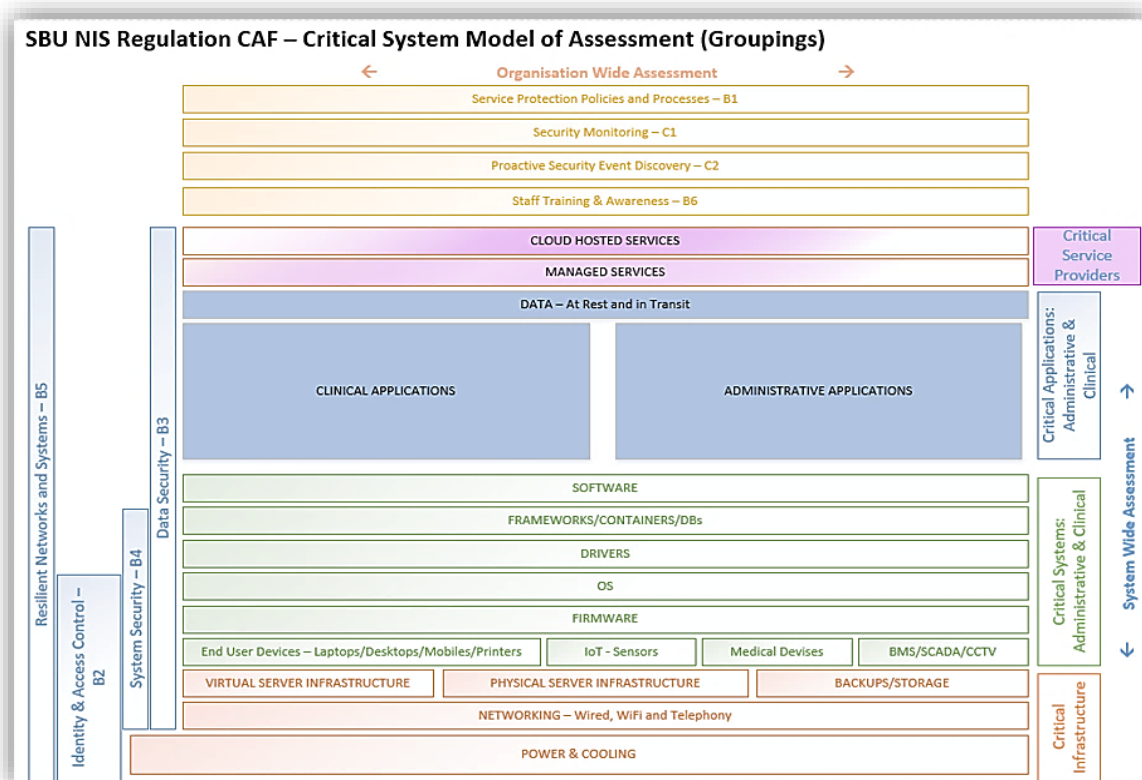 SBU NIS Regulation CAF – Critical System Model of Assessment (Groupings)
← Organisation Wide Assessment →
Service Protection Policies and Processes – B1
Security Monitoring – C1
Proactive Security Event Discovery – C2
Staff Training & Awareness – B6
CLOUD HOSTED SERVICES
MANAGED SERVICES
Critical
Service
Providers
DATA – At Rest and in Transit
CLINICAL APPLICATIONS
ADMINISTRATIVE APPLICATIONS
Critical Applications:
Administrative &
Clinical
Resilient Networks and Systems – B5
Identity & Access Control –
B2
System Security – B4
Data Security – B3
SOFTWARE
FRAMEWORKS/CONTAINERS/DBs
DRIVERS
OS
FIRMWARE
End User Devices – Laptops/Desktops/Mobiles/Printers
IoT - Sensors
Medical Devises
BMS/SCADA/CCTV
Critical Systems:
Administrative & Clinical
← System Wide Assessment →
VIRTUAL SERVER INFRASTRUCTURE
PHYSICAL SERVER INFRASTRUCTURE
BACKUPS/STORAGE
NETWORKING – Wired, WiFi and Telephony
POWER & COOLING
Critical
Infrastructure